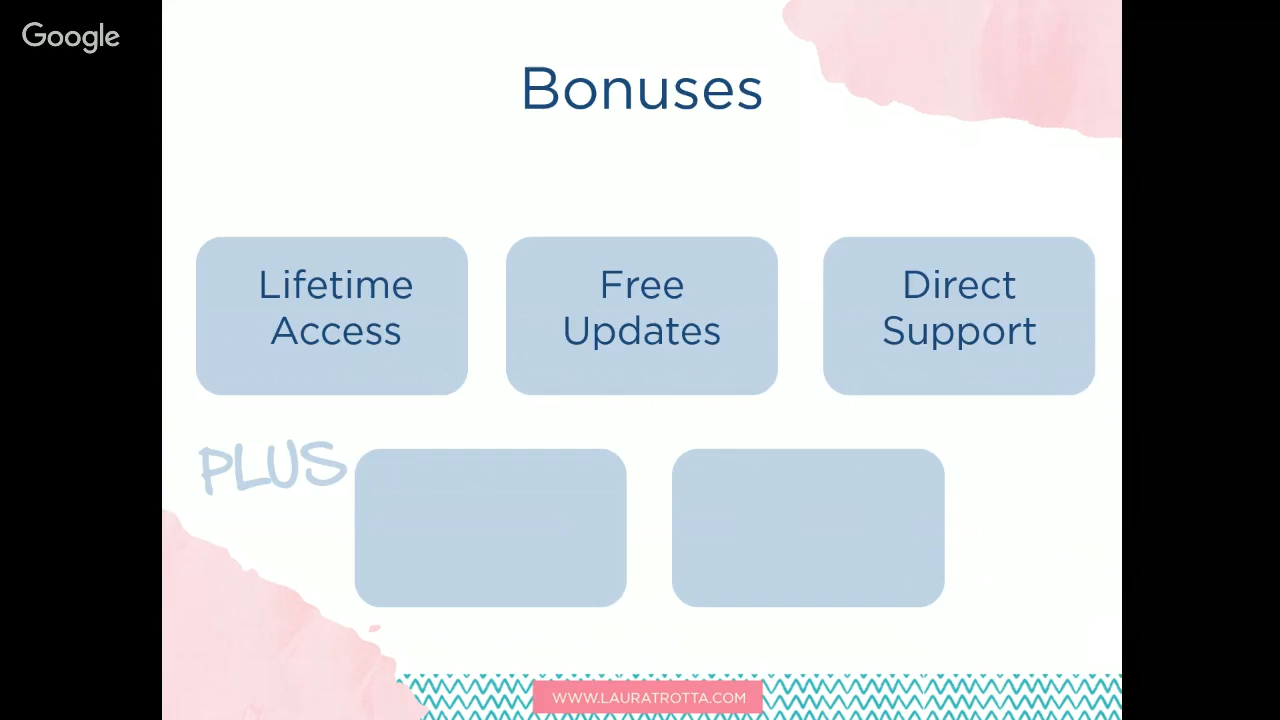 Google
Bonuses
Lifetime
Access
Free
Updates
Direct
Support
PLUS
WWW.LAURATROTTA.COM